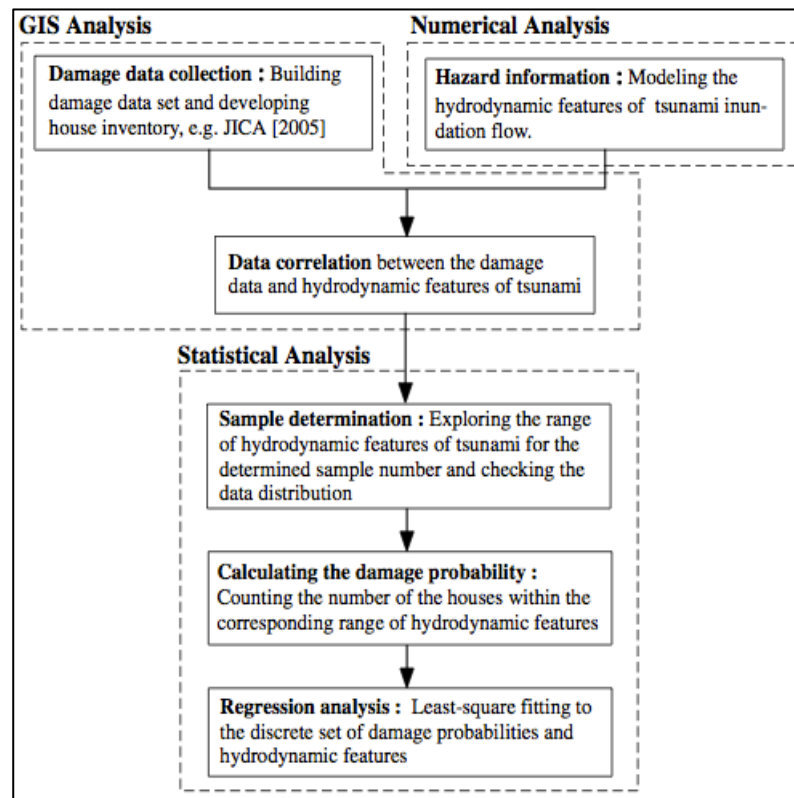 GIS Analysis
Numerical Analysis
Damage data collection : Building
damage data set and developing
house inventory, e.g. JICA [2005]
Hazard information : Modeling the
hydrodynamic features of tsunami inun-
dation flow.
Data correlation between the damage
data and hydrodynamic features of tsunami
Statistical Analysis
Sample determination : Exploring the range
of hydrodynamic features of tsunami for the
determined sample number and checking the
data distribution
Calculating the damage probability :
Counting the number of the houses within the
corresponding range of hydrodynamic features
Regression analysis : Least-square fitting to
the discrete set of damage probabilities and
hydrodynamic features